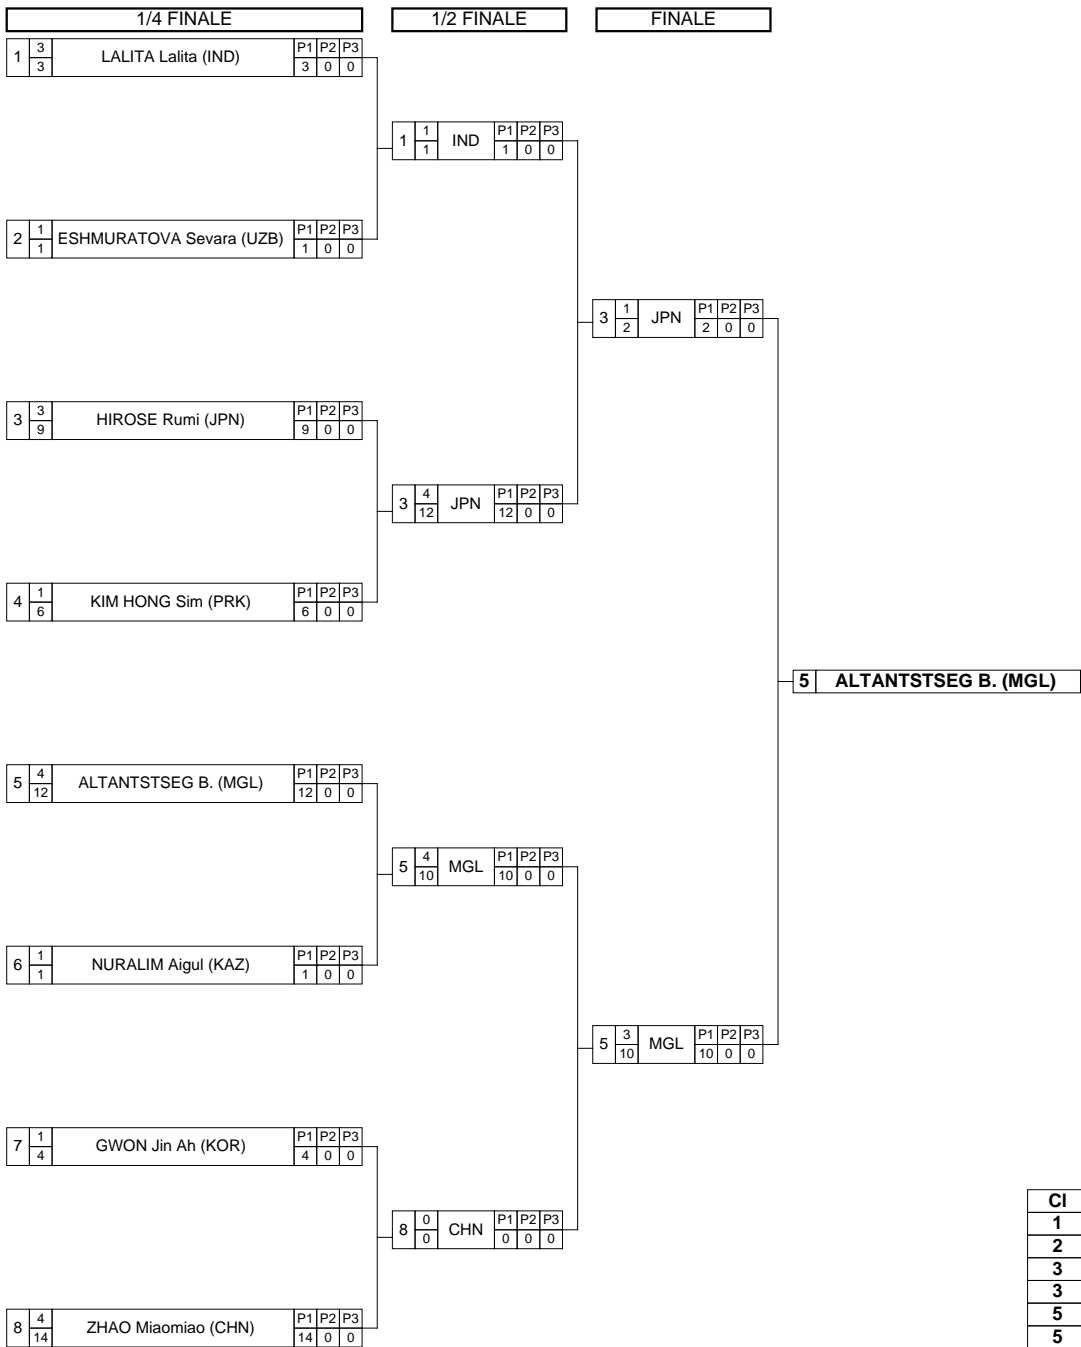 1/4 FINALE 1/2 FINALE FINALE
1 3 LALITA Lalita (IND) P1 P2 P3
3 3 0 0
1 1 IND P1 P2 P3
1 1 0 0
2 1 ESHMURATOVA Sevara (UZB) P1 P2 P3
1 1 0 0
3 1 JPN P1 P2 P3
2 2 0 0
3 3 HIROSE Rumi (JPN) P1 P2 P3
9 9 0 0
3 4 JPN P1 P2 P3
12 12 0 0
4 1 KIM HONG Sim (PRK) P1 P2 P3
6 6 0 0
5 ALTANTSTSEG B. (MGL)
5 4 ALTANTSTSEG B. (MGL) P1 P2 P3
12 12 0 0
5 4 MGL P1 P2 P3
10 10 0 0
6 1 NURALIM Aigul (KAZ) P1 P2 P3
1 1 0 0
5 3 MGL P1 P2 P3
10 10 0 0
7 1 GWON Jin Ah (KOR) P1 P2 P3
4 4 0 0
8 0 CHN P1 P2 P3
0 0 0 0
8 4 ZHAO Miaomiao (CHN) P1 P2 P3
14 14 0 0
Cl
1
2
3
3
5
5